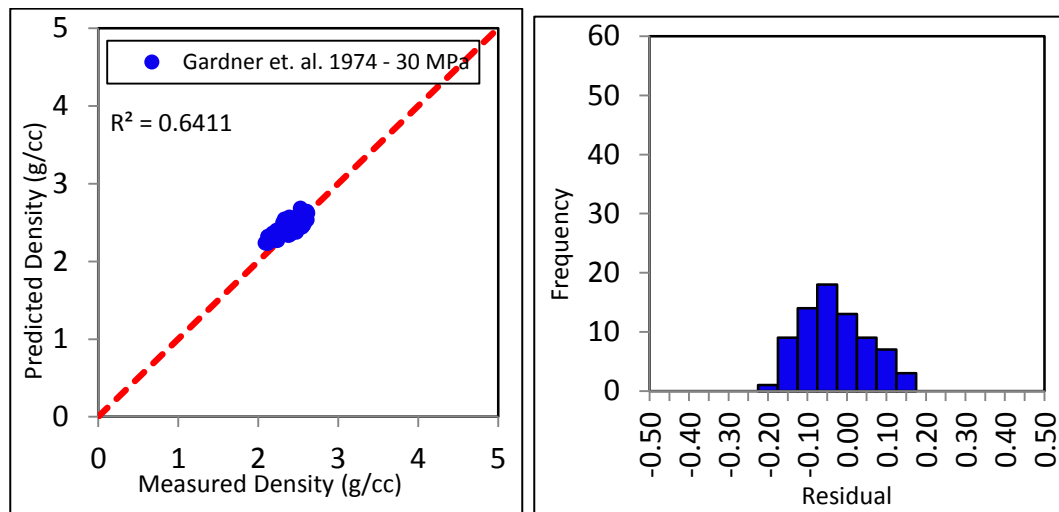 5
4
3
2
1
0
Predicted Density (g/cc)
Gardner et. al. 1974 - 30 MPa
R² = 0.6411
0 1 2 3 4 5
Measured Density (g/cc)
60
50
40
30
20
10
0
Frequency
-0.50 -0.40 -0.30 -0.20 -0.10 0.00 0.10 0.20 0.30 0.40 0.50
Residual